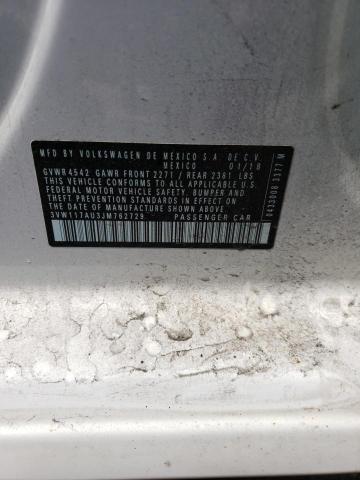 MFD. BY VOLKSWAGEN DE MEXICO S.A. DE C.V.
MEXICO 01/18
GVWR 4542 GAWR FRONT 2271 / REAR 2381 LBS
THIS VEHICLE CONFORMS TO ALL APPLICABLE U.S.
FEDERAL MOTOR VEHICLE SAFETY, BUMPER AND
THEFT PREVENTION STANDARDS IN EFFECT ON THE
DATE OF MANUFACTURE SHOWN ABOVE
3VW117AU3JM762729 PASSENGER CAR
0433008 3377 M